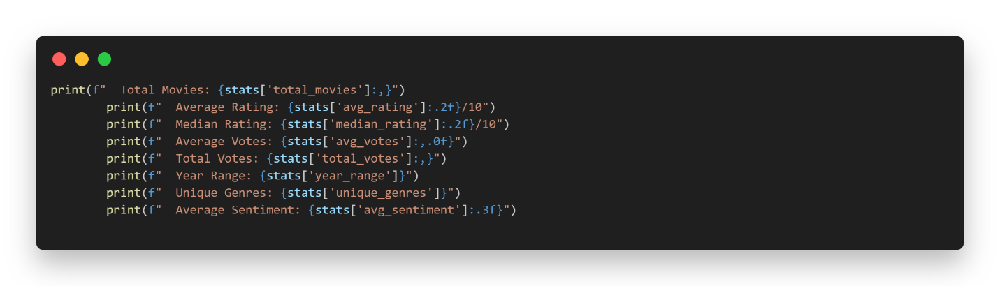 print(f"  Total Movies: {stats['total_movies']:,}")
        print(f"  Average Rating: {stats['avg_rating']:.2f}/10")
        print(f"  Median Rating: {stats['median_rating']:.2f}/10")
        print(f"  Average Votes: {stats['avg_votes']:,.0f}")
        print(f"  Total Votes: {stats['total_votes']:,}")
        print(f"  Year Range: {stats['year_range']}")
        print(f"  Unique Genres: {stats['unique_genres']}")
        print(f"  Average Sentiment: {stats['avg_sentiment']:.3f}")